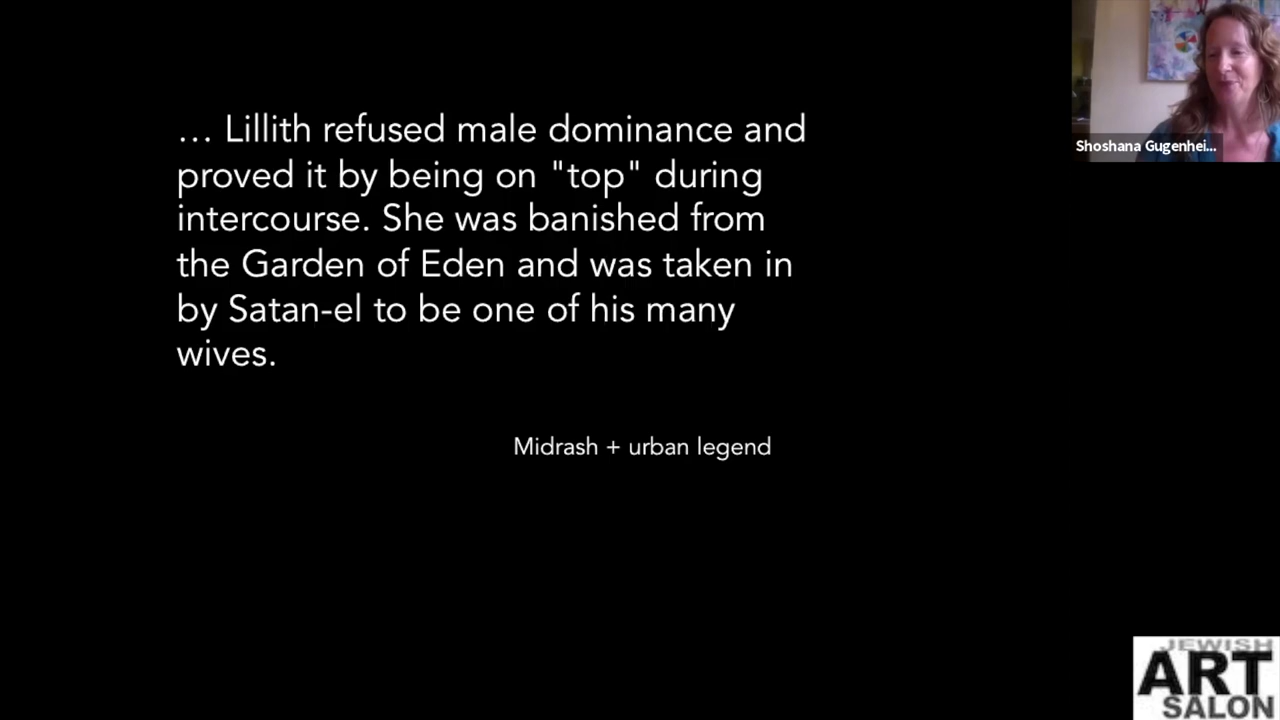 Shoshana Gugenhei...
... Lillith refused male dominance and
proved it by being on "top" during
intercourse. She was banished from
the Garden of Eden and was taken in
by Satan-el to be one of his many
wives.
Midrash + urban legend
JEWISH
ART
SALON